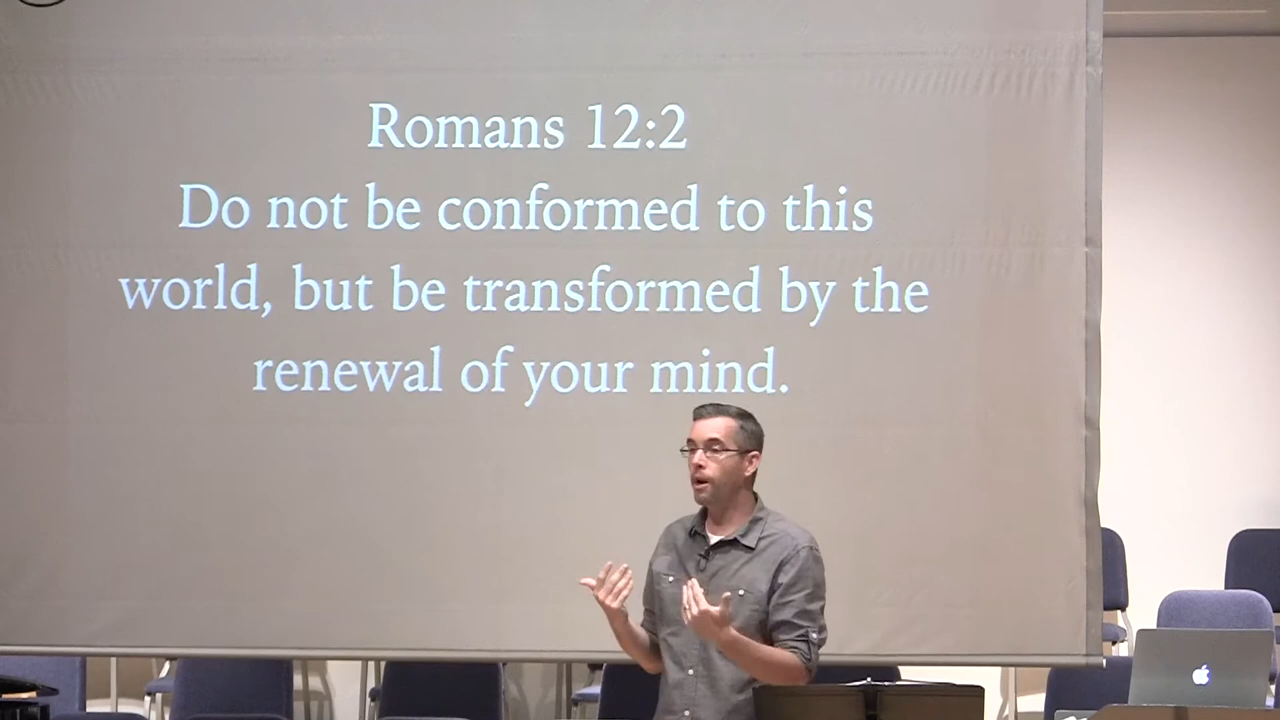 Romans 12:2
Do not be conformed to this
world, but be transformed by the
renewal of your mind.